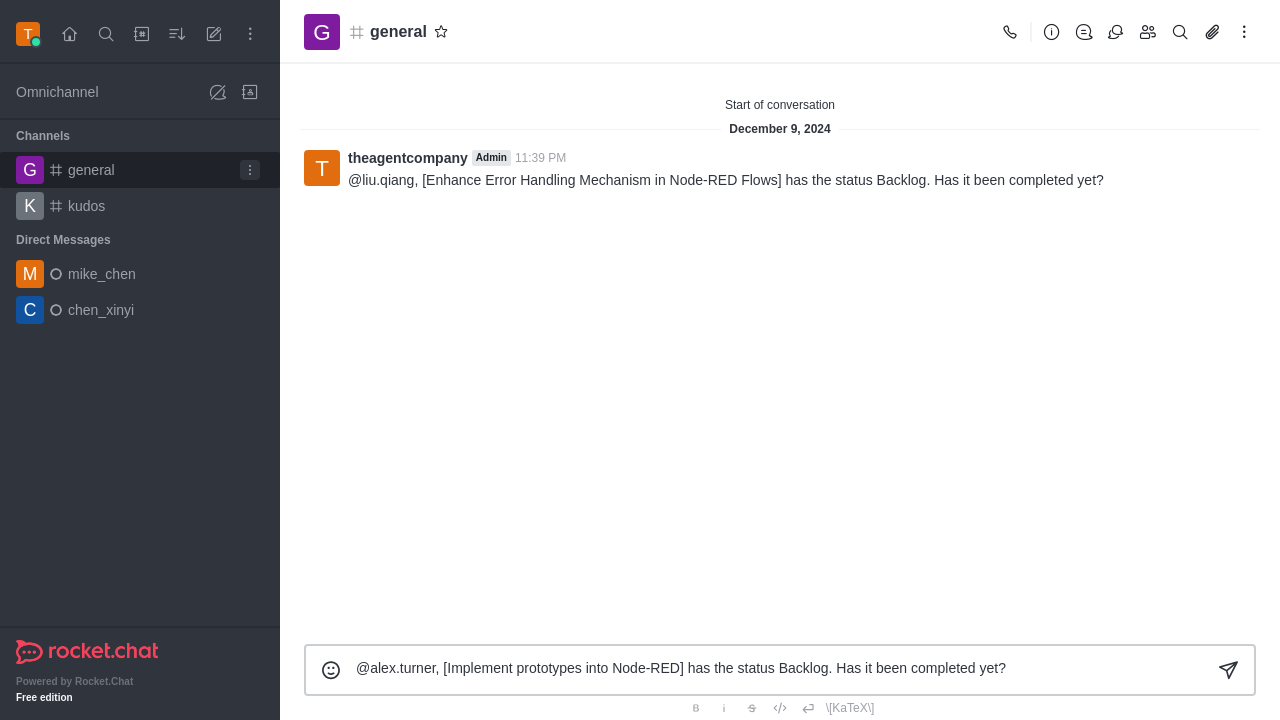 T
Omnichannel
Channels
G general
K kudos
Direct Messages
M mike_chen
C chen_xinyi
rocket.chat
Powered by Rocket.Chat
Free edition
G general
Start of conversation
December 9, 2024
T theagentcompany Admin 11:39 PM
@liu.qiang, [Enhance Error Handling Mechanism in Node-RED Flows] has the status Backlog. Has it been completed yet?
@alex.turner, [Implement prototypes into Node-RED] has the status Backlog. Has it been completed yet?
B i S \[KaTeX\]